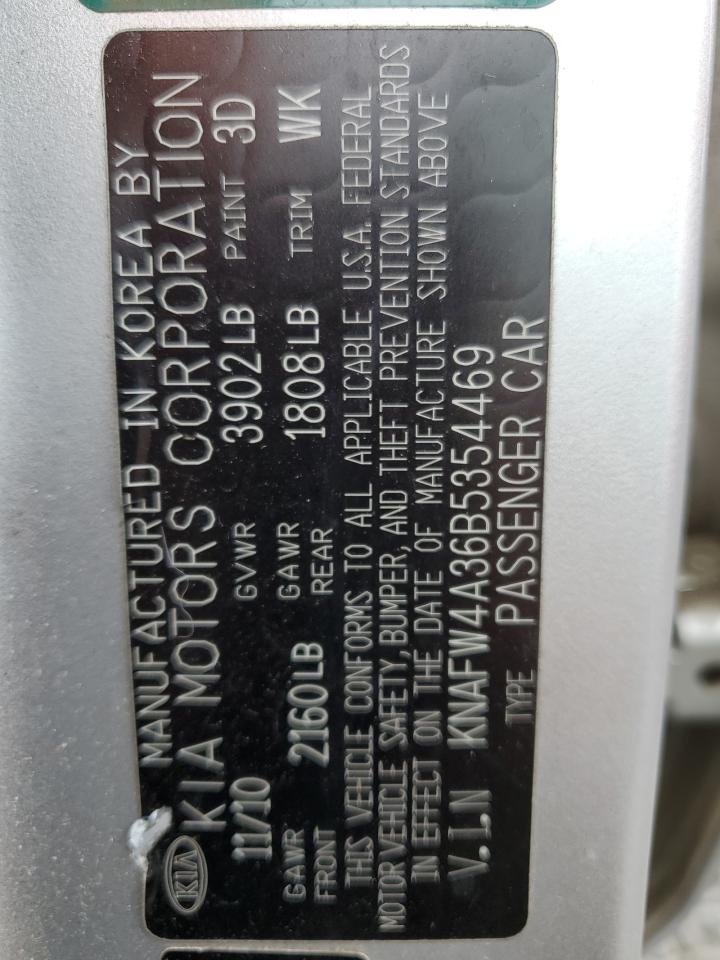 MANUFACTURED IN KOREA BY
KIA KIA MOTORS CORPORATION
11/10 GVWR 3902LB PAINT 3D
GAWR FRONT 2160LB GAWR REAR 1808LB TRIM WK
THIS VEHICLE CONFORMS TO ALL APPLICABLE U.S.A. FEDERAL
MOTOR VEHICLE SAFETY, BUMPER, AND THEFT PREVENTION STANDARDS
IN EFFECT ON THE DATE OF MANUFACTURE SHOWN ABOVE
V.I.N KNAFW4A36B5354469
TYPE PASSENGER CAR